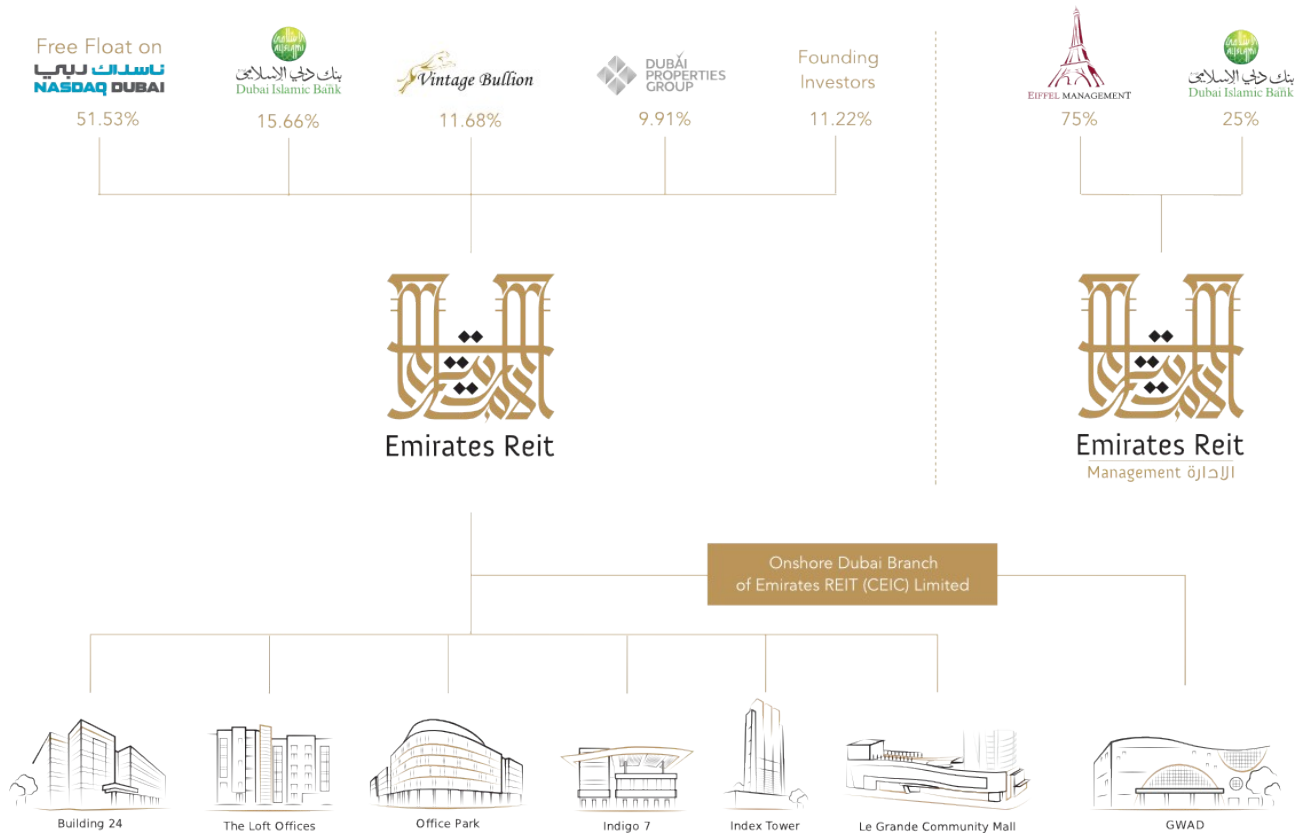 Free Float on
ناسداك دبي
NASDAQ DUBAI
51.53%
بنك دبي الإسلامي
Dubai Islamic Bank
15.66%
Vintage Bullion
11.68%
DUBAI
PROPERTIES
GROUP
9.91%
Founding
Investors
11.22%
EIFFEL MANAGEMENT
75%
بنك دبي الإسلامي
Dubai Islamic Bank
25%
Emirates Reit
Emirates Reit
Management الإدارة
Onshore Dubai Branch
of Emirates REIT (CEIC) Limited
Building 24
The Loft Offices
Office Park
Indigo 7
Index Tower
Le Grande Community Mall
GWAD